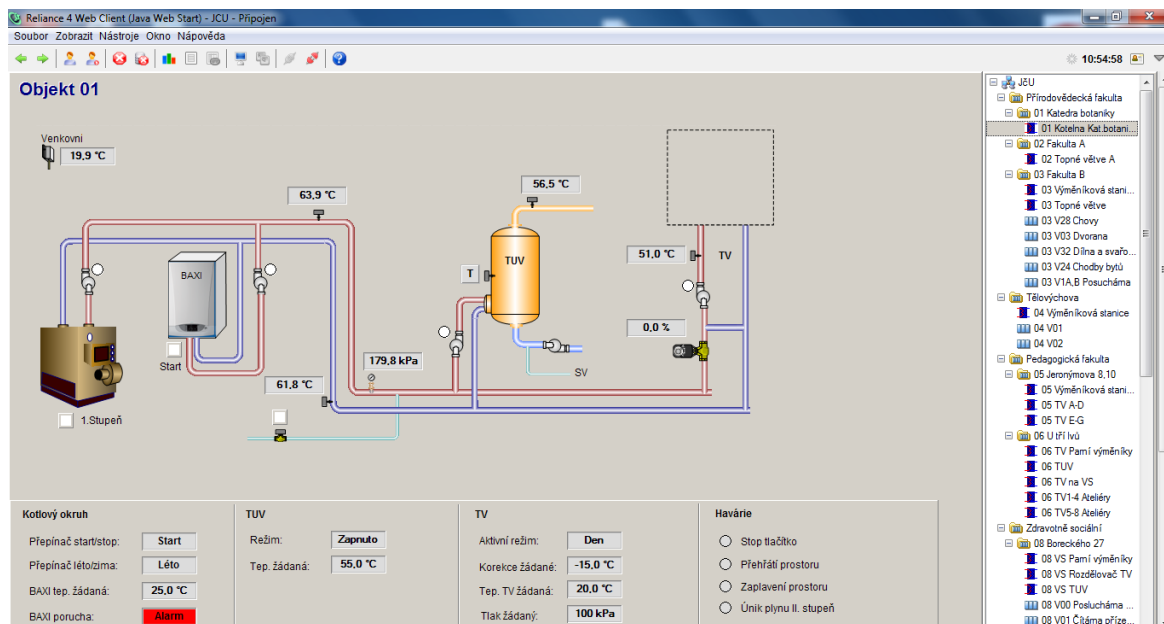 Reliance 4 Web Client (Java Web Start) - JCU - Připojen
Soubor Zobrazit Nástroje Okno Nápověda
10:54:58
Objekt 01
Venkovní
19,9 °C
63,9 °C
56,5 °C
BAXI
TUV
T
51,0 °C
TV
0,0 %
Start
179,8 kPa
SV
61,8 °C
1.Stupeň
Kotlový okruh
Přepínač start/stop: Start
Přepínač léto/zima: Léto
BAXI tep. žádaná: 25,0 °C
BAXI porucha: Alarm
TUV
Režim: Zapnuto
Tep. žádaná: 55,0 °C
TV
Aktivní režim: Den
Korekce žádané: -15,0 °C
Tep. TV žádaná: 20,0 °C
Tlak žádaný: 100 kPa
Havárie
Stop tlačítko
Přehřátí prostoru
Zaplavení prostoru
Únik plynu II. stupeň
JčU
Přírodovědecká fakulta
01 Katedra botaniky
01 Kotelna Kat.botani...
02 Fakulta A
02 Topné větve A
03 Fakulta B
03 Výměníková stani...
03 Topné větve
03 V28 Chovy
03 V03 Dvorana
03 V32 Dílna a svařo...
03 V24 Chodby bytů
03 V1A,B Posucháma
Tělovýchova
04 Výměníková stanice
04 V01
04 V02
Pedagogická fakulta
05 Jeronýmova 8,10
05 Výměníková stani...
05 TV A-D
05 TV E-G
06 U tří lvů
06 TV Parní výměníky
06 TUV
06 TV na VS
06 TV1-4 Ateliéry
06 TV5-8 Ateliéry
Zdravotně sociální
08 Boreckého 27
08 VS Parní výměníky
08 VS Rozdělovač TV
08 VS TUV
08 V00 Poslucháma ...
08 V01 Čítáma příze...